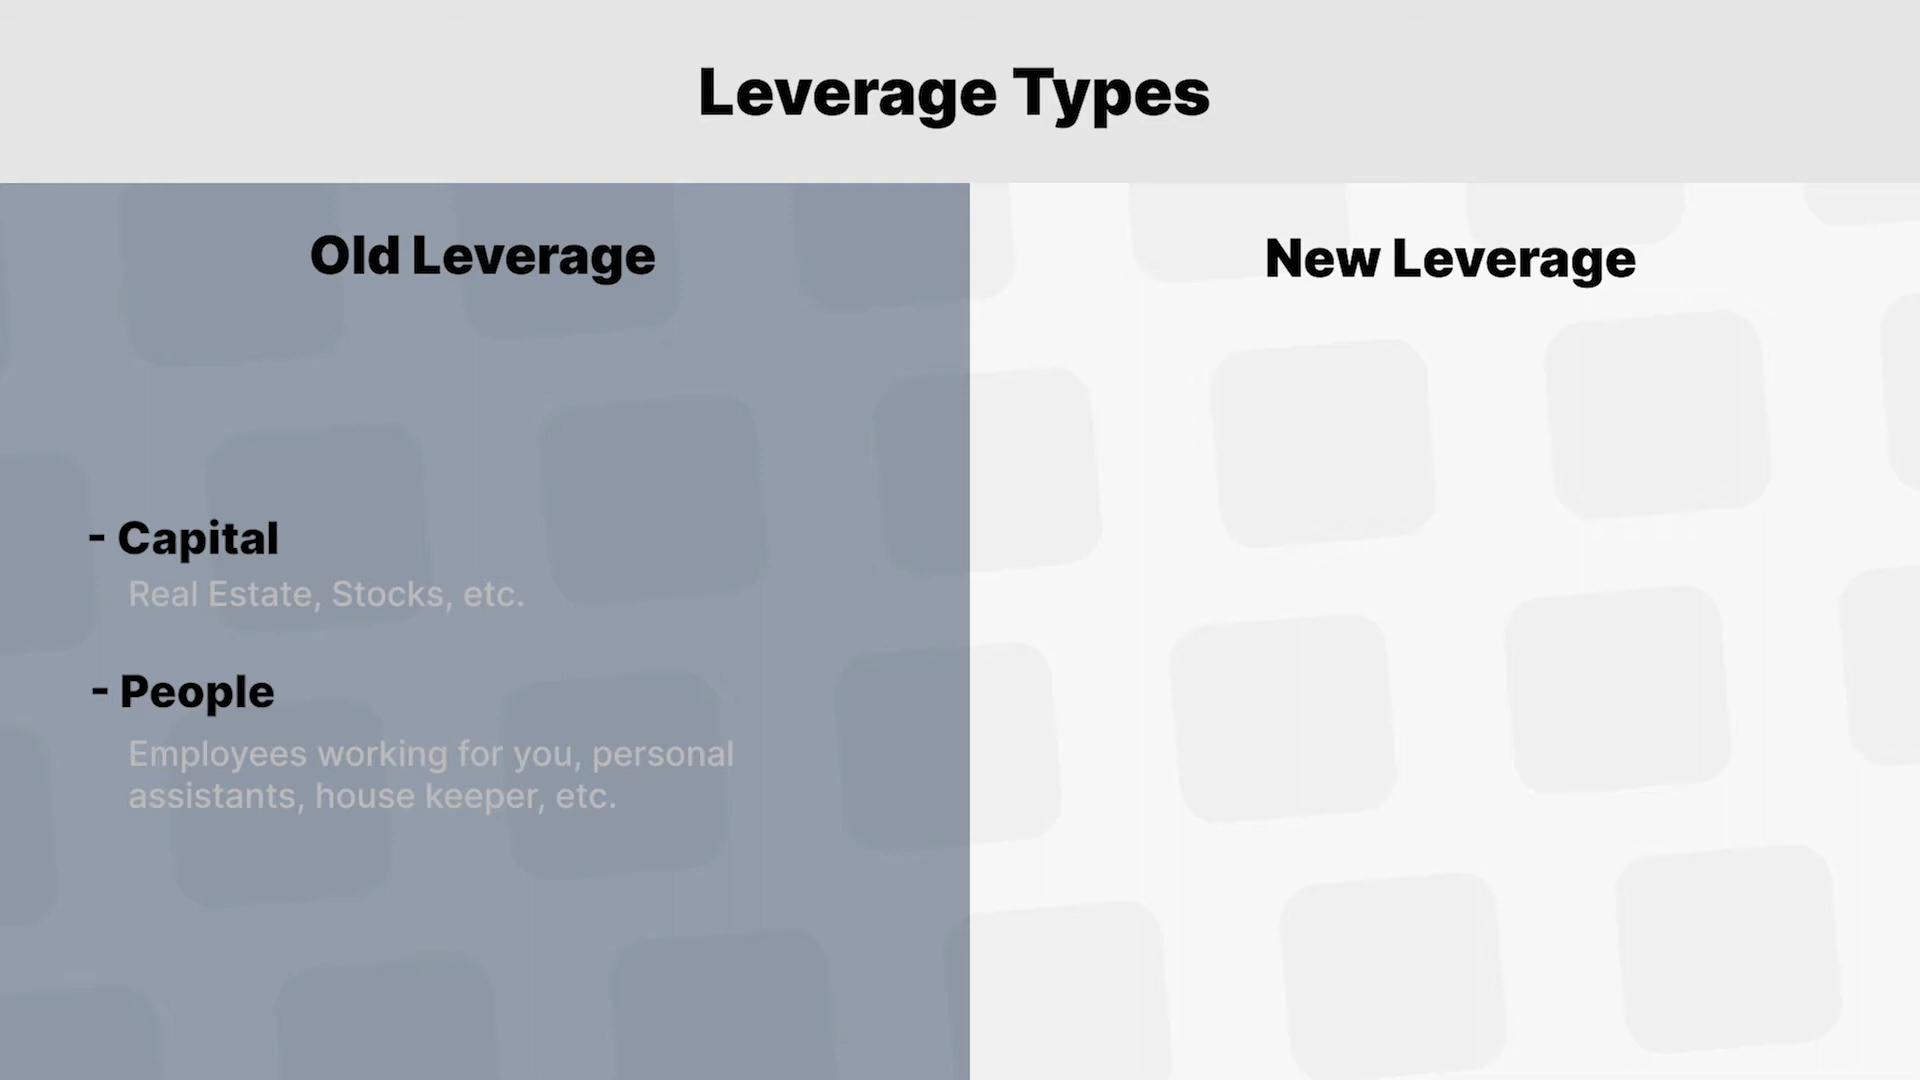 Leverage Types
Old Leverage
- Capital
Real Estate, Stocks, etc.
- People
Employees working for you, personal
assistants, house keeper, etc.
New Leverage